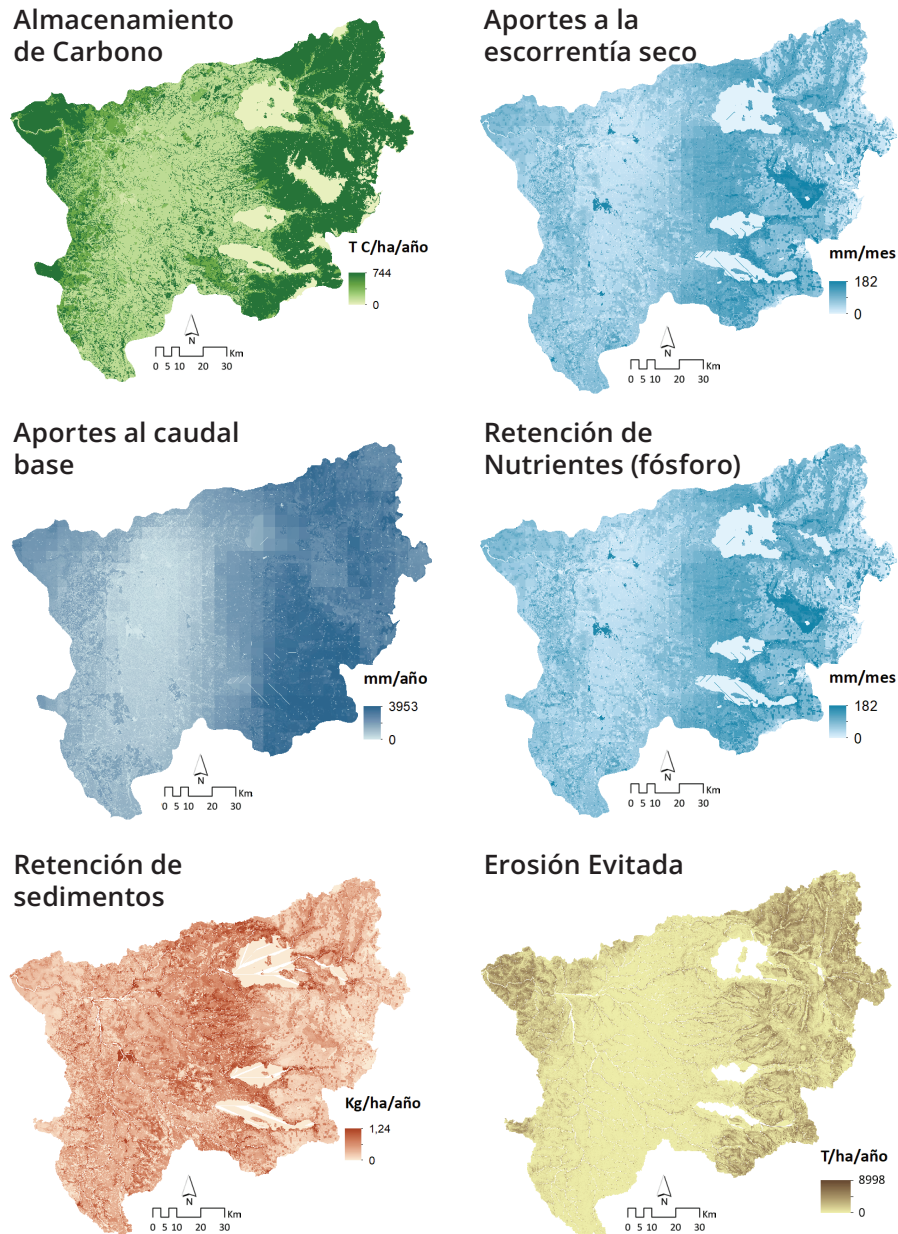 Almacenamiento
de Carbono
T C/ha/año
744
0
N
Km
0 5 10 20 30
Aportes a la
escorrentía seco
mm/mes
182
0
N
Km
0 5 10 20 30
Aportes al caudal
base
mm/año
3953
0
N
Km
0 5 10 20 30
Retención de
Nutrientes (fósforo)
mm/mes
182
0
N
Km
0 5 10 20 30
Retención de
sedimentos
Kg/ha/año
1,24
0
N
Km
0 5 10 20 30
Erosión Evitada
T/ha/año
8998
0
N
Km
0 5 10 20 30